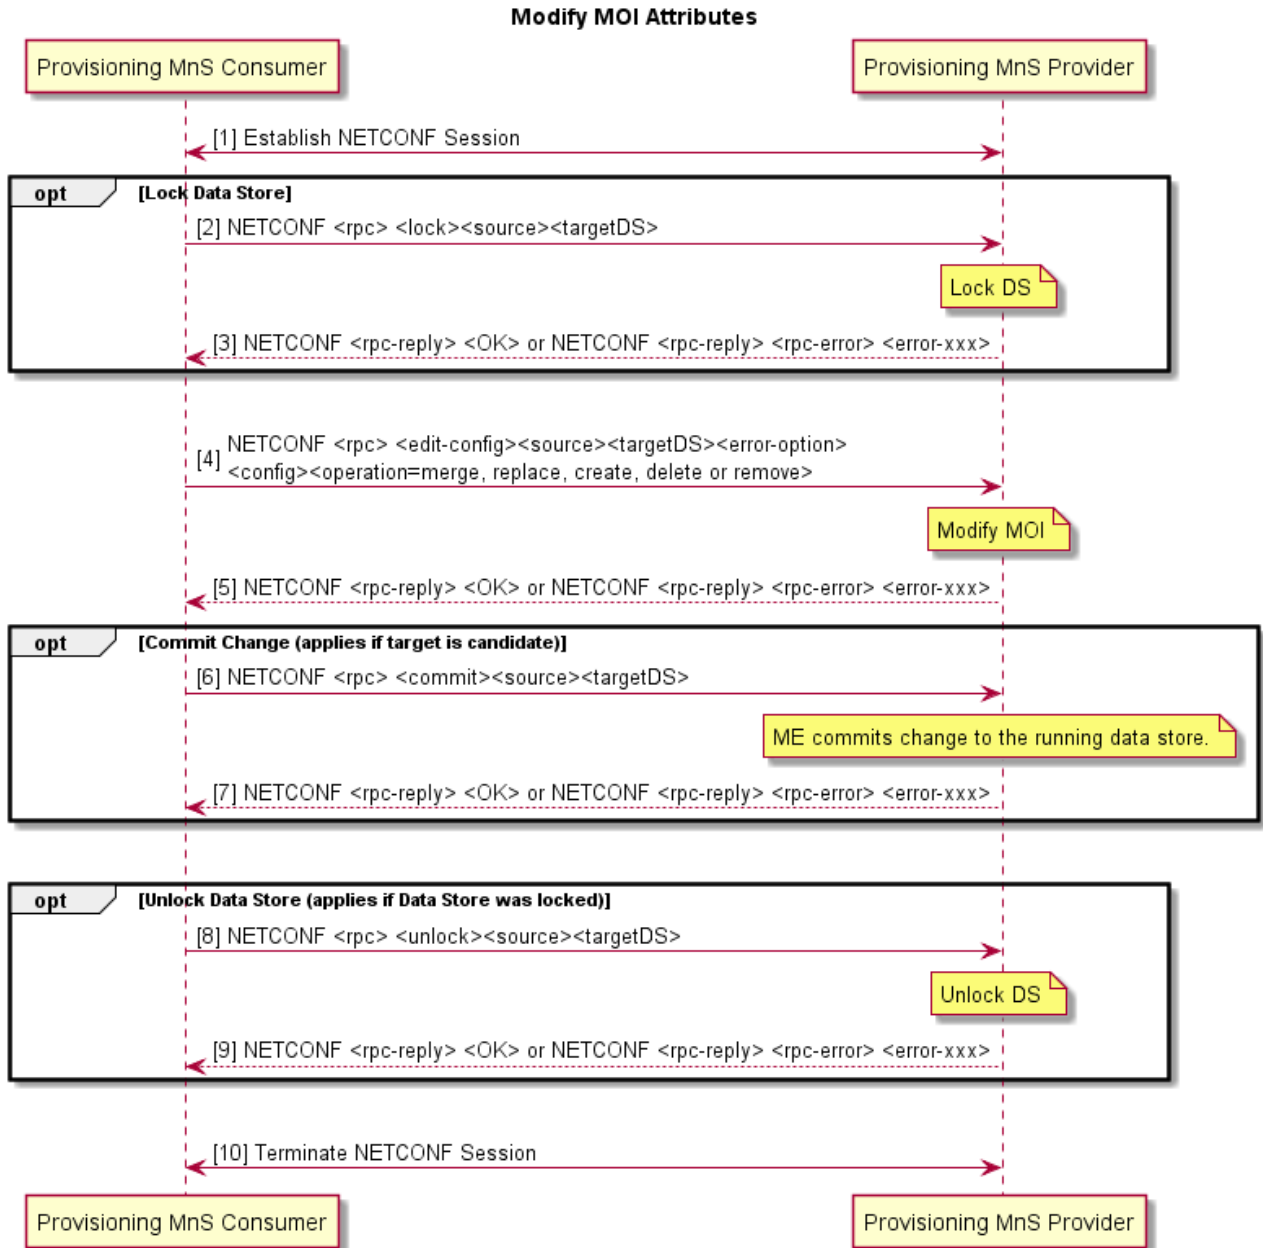 Modify MOI Attributes
Provisioning MnS Consumer
Provisioning MnS Provider
[1] Establish NETCONF Session
opt
[Lock Data Store]
[2] NETCONF <rpc> <lock><source><targetDS>
Lock DS
[3] NETCONF <rpc-reply> <OK> or NETCONF <rpc-reply> <rpc-error> <error-xxx>
[4] NETCONF <rpc> <edit-config><source><targetDS><error-option>
<config><operation=merge, replace, create, delete or remove>
Modify MOI
[5] NETCONF <rpc-reply> <OK> or NETCONF <rpc-reply> <rpc-error> <error-xxx>
opt
[Commit Change (applies if target is candidate)]
[6] NETCONF <rpc> <commit><source><targetDS>
ME commits change to the running data store.
[7] NETCONF <rpc-reply> <OK> or NETCONF <rpc-reply> <rpc-error> <error-xxx>
opt
[Unlock Data Store (applies if Data Store was locked)]
[8] NETCONF <rpc> <unlock><source><targetDS>
Unlock DS
[9] NETCONF <rpc-reply> <OK> or NETCONF <rpc-reply> <rpc-error> <error-xxx>
[10] Terminate NETCONF Session
Provisioning MnS Consumer
Provisioning MnS Provider